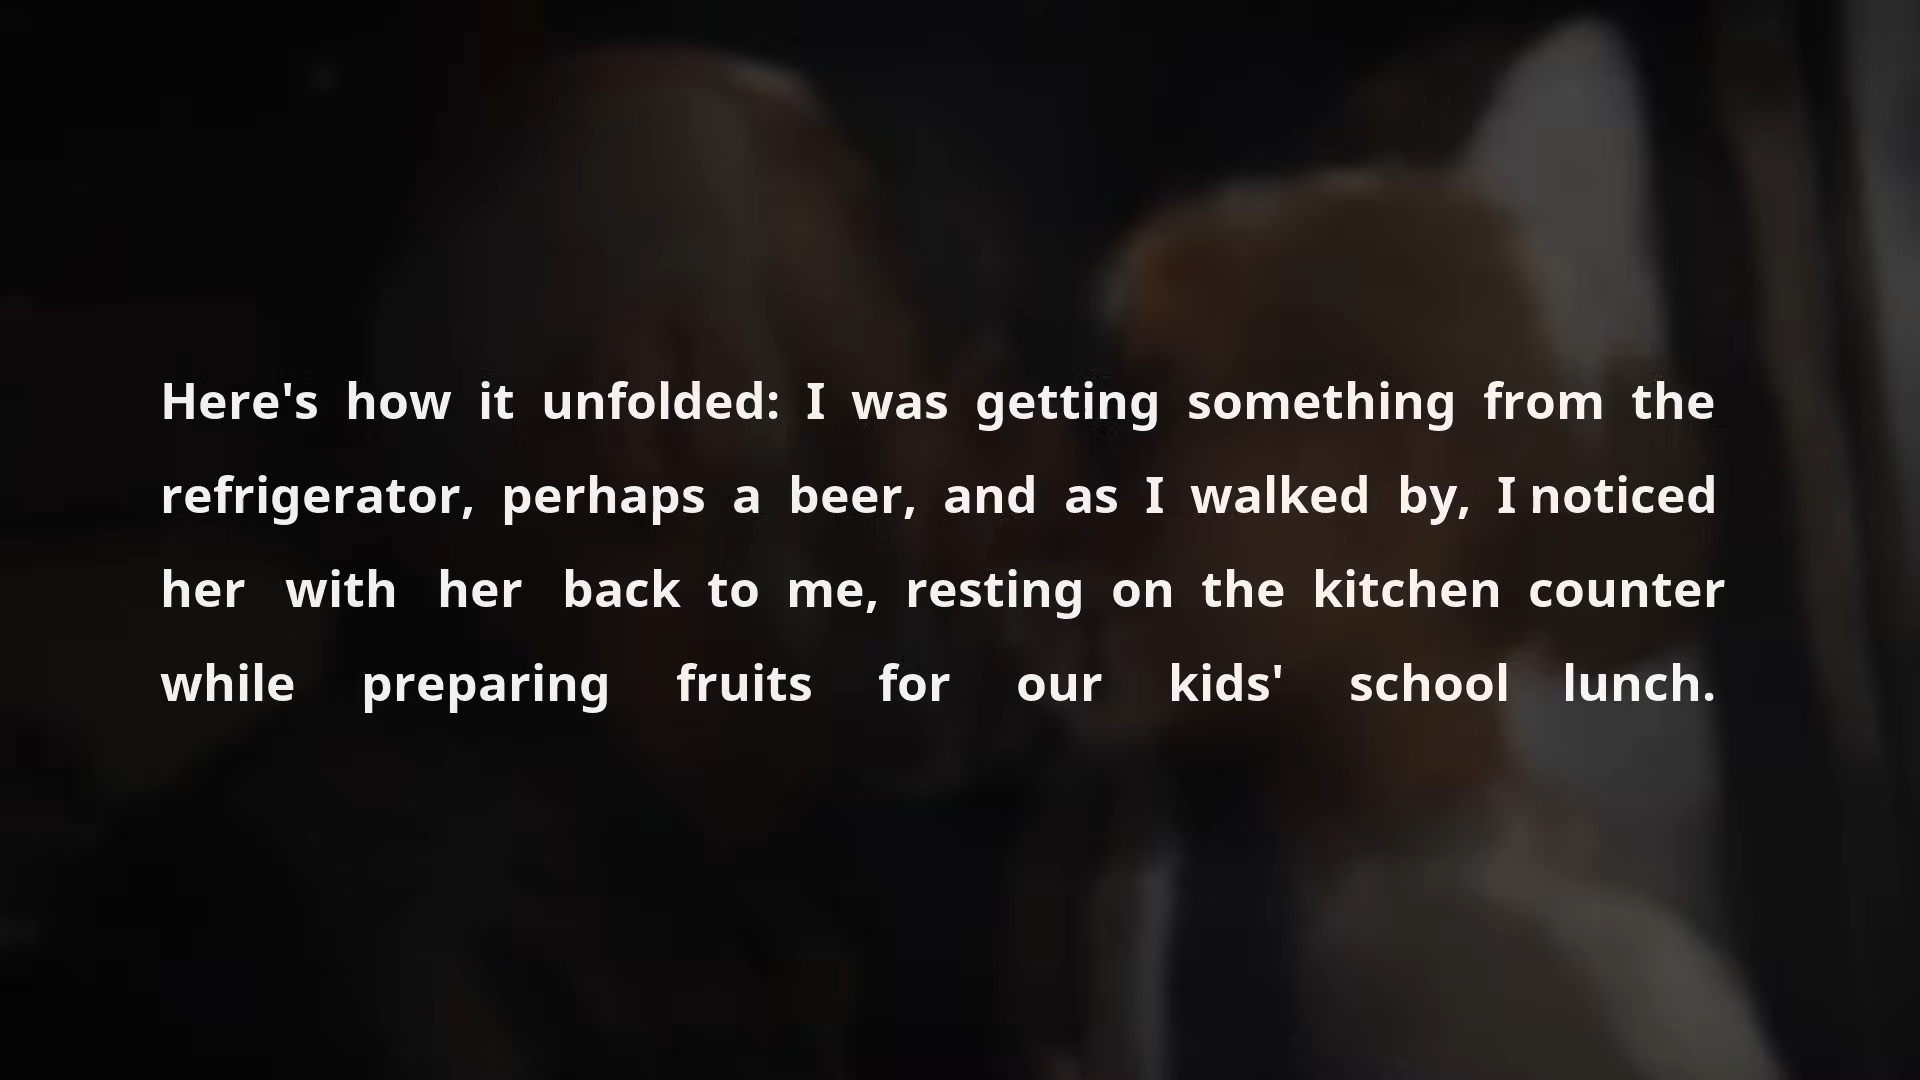 Here's how it unfolded: I was getting something from the
refrigerator, perhaps a beer, and as I walked by, I noticed
her with her back to me, resting on the kitchen counter
while preparing fruits for our kids' school lunch.